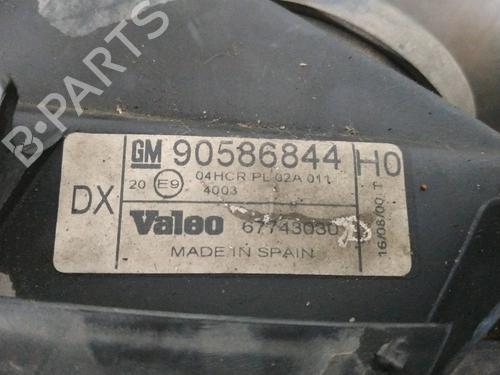 B-PARTS
GM 90586844 H0
DX 20 E9 04HCR PL 02A 011
4003
Valeo 67743030
MADE IN SPAIN
16/08/00